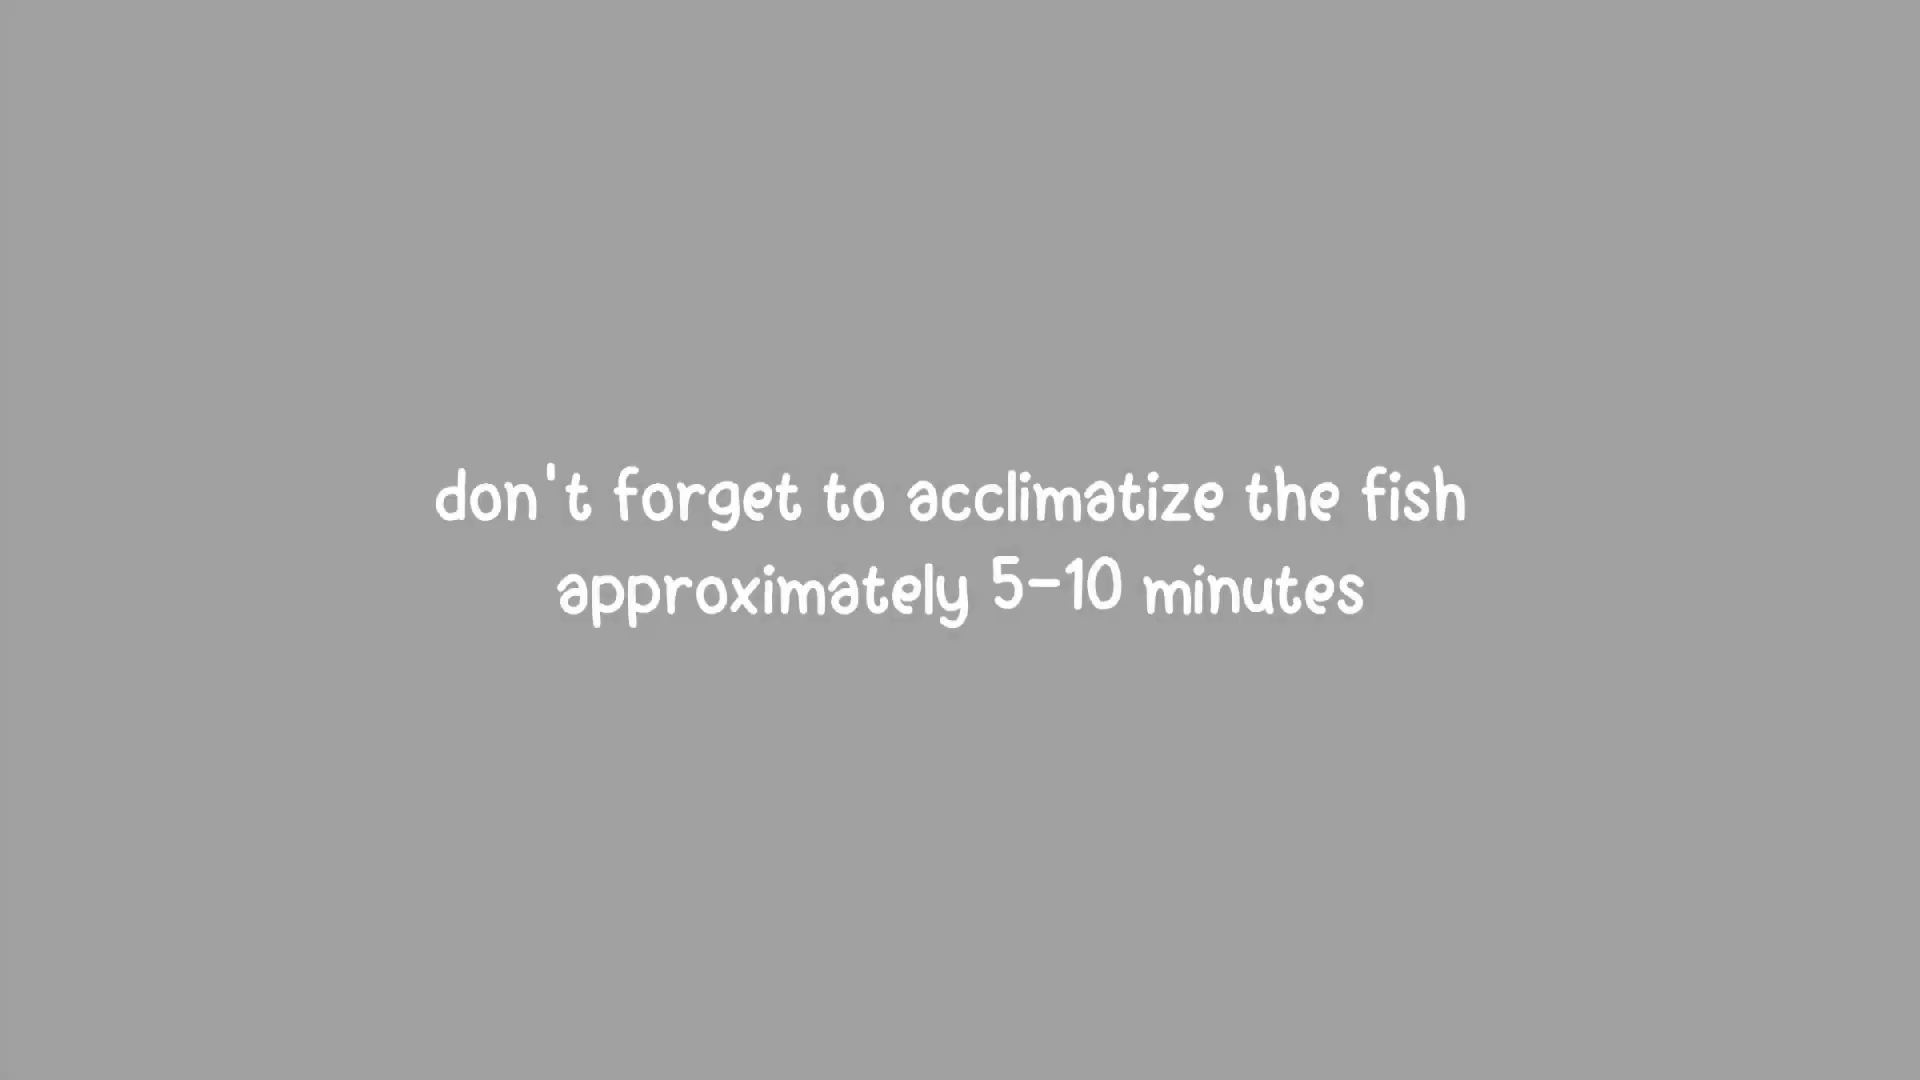 don't forget to acclimatize the fish
approximately 5-10 minutes